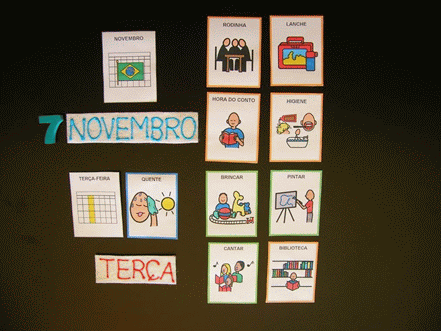 NOVEMBRO
7 NOVEMBRO
TERÇA-FEIRA
QUENTE
TERÇA
RODINHA
LANCHE
HORA DO CONTO
HIGIENE
BRINCAR
PINTAR
CANTAR
BIBLIOTECA